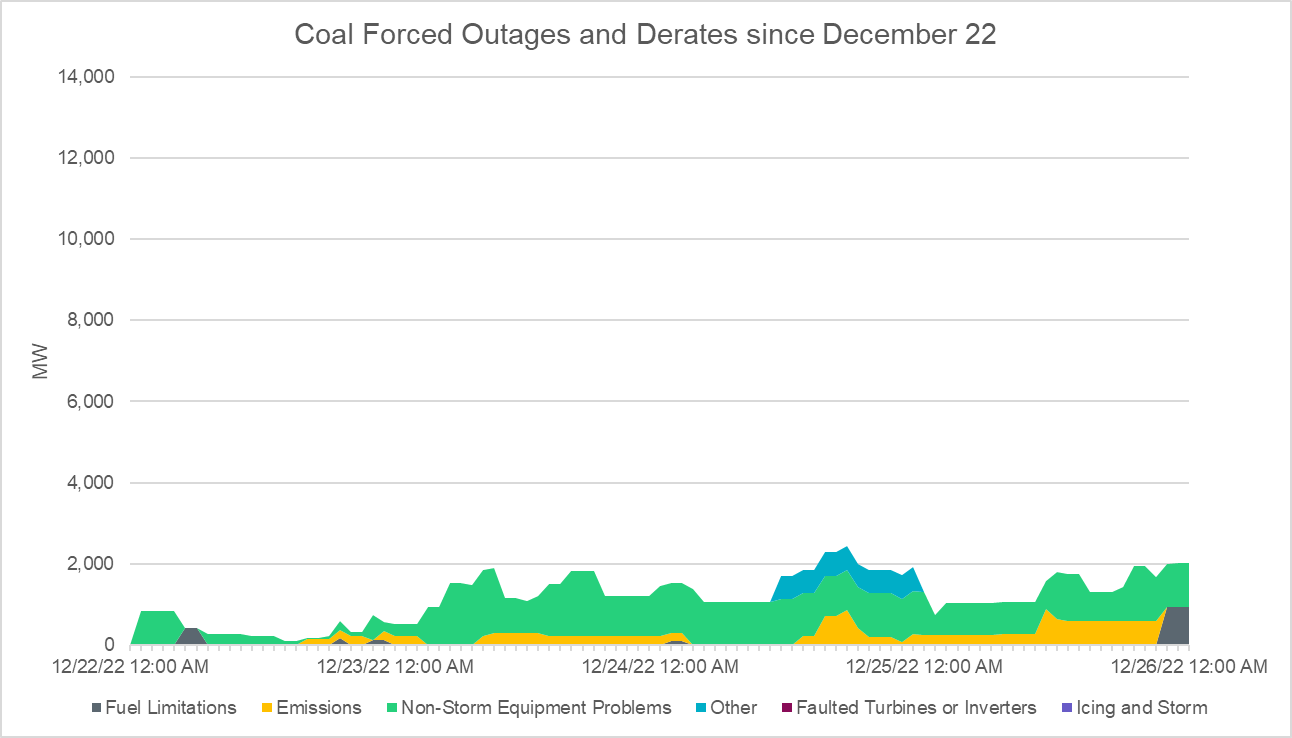 Coal Forced Outages and Derates since December 22
14,000
12,000
10,000
8,000
6,000
4,000
2,000
0
MW
12/22/22 12:00 AM 12/23/22 12:00 AM 12/24/22 12:00 AM 12/25/22 12:00 AM 12/26/22 12:00 AM
Fuel Limitations Emissions Non-Storm Equipment Problems Other Faulted Turbines or Inverters Icing and Storm